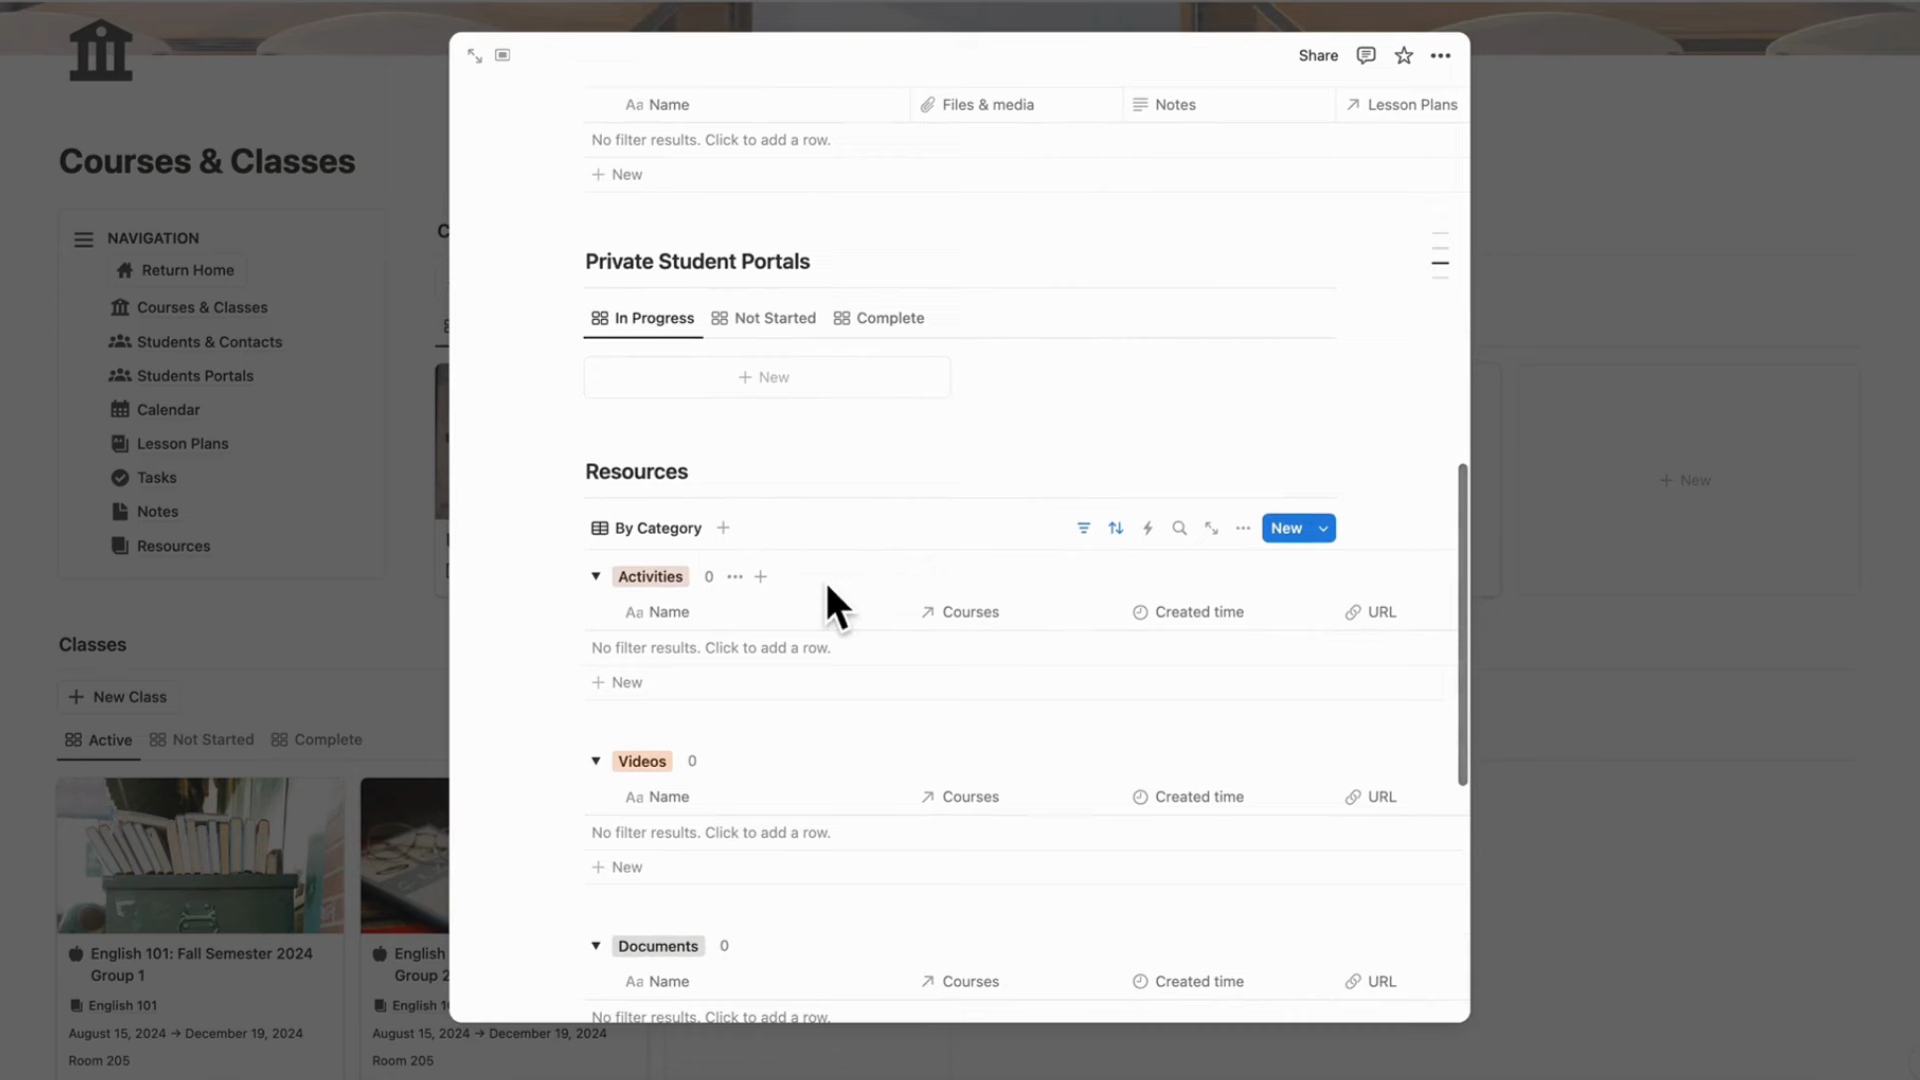 Share
Aa Name
Files & media
Notes
Lesson Plans
No filter results. Click to add a row.
+ New
Courses & Classes
NAVIGATION
Return Home
Courses & Classes
Students & Contacts
Students Portals
Calendar
Lesson Plans
Tasks
Notes
Resources
C
Private Student Portals
In Progress
Not Started
Complete
+ New
Resources
By Category +
New
Activities 0 ... +
Aa Name
Courses
Created time
URL
No filter results. Click to add a row.
+ New
Videos 0
Aa Name
Courses
Created time
URL
No filter results. Click to add a row.
+ New
Documents 0
Aa Name
Courses
Created time
URL
No filter results. Click to add a row.
+ New
Classes
+ New Class
Active
Not Started
Complete
English 101: Fall Semester 2024
Group 1
English 101
August 15, 2024 → December 19, 2024
Room 205
English
Group 2
English 10
August 15, 2024 → December 19, 2024
Room 205